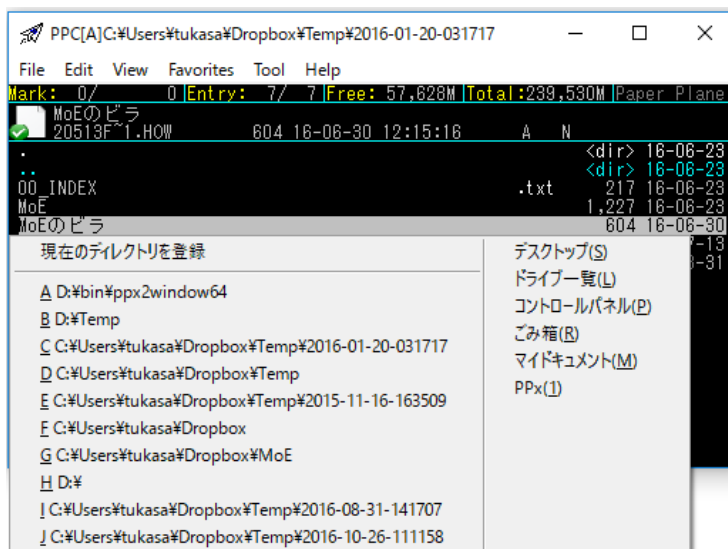 PPC[A]C:¥Users¥tukasa¥Dropbox¥Temp¥2016-01-20-031717
File Edit View Favorites Tool Help
Mark: 0/ 0 Entry: 7/ 7 Free: 57,628M Total:239,530M Paper Plane
MoEのビラ
20513F~1.HOW 604 16-06-30 12:15:16 A N
. <dir> 16-06-23
.. <dir> 16-06-23
00_INDEX .txt 217 16-06-23
MoE 1,227 16-06-23
MoEのビラ 604 16-06-30
7-13
8-31
現在のディレクトリを登録
A D:¥bin¥ppx2window64
B D:¥Temp
C C:¥Users¥tukasa¥Dropbox¥Temp¥2016-01-20-031717
D C:¥Users¥tukasa¥Dropbox¥Temp
E C:¥Users¥tukasa¥Dropbox¥Temp¥2015-11-16-163509
F C:¥Users¥tukasa¥Dropbox
G C:¥Users¥tukasa¥Dropbox¥MoE
H D:¥
I C:¥Users¥tukasa¥Dropbox¥Temp¥2016-08-31-141707
J C:¥Users¥tukasa¥Dropbox¥Temp¥2016-10-26-111158
デスクトップ(S)
ドライブ一覧(L)
コントロールパネル(P)
ごみ箱(R)
マイドキュメント(M)
PPx(1)